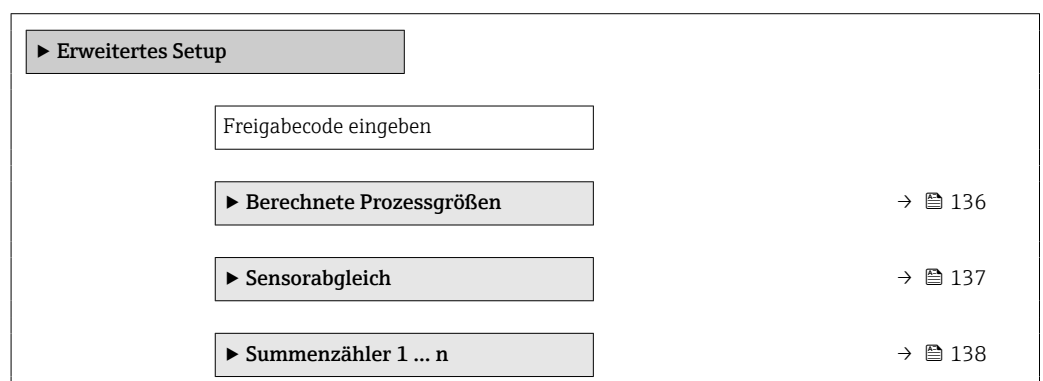 ▶ Erweitertes Setup
Freigabecode eingeben
▶ Berechnete Prozessgrößen → 136
▶ Sensorabgleich → 137
▶ Summenzähler 1 ... n → 138